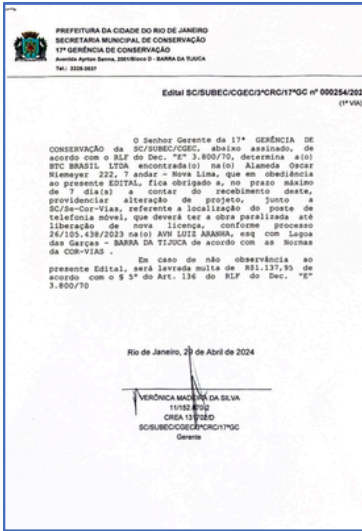 PREFEITURA DA CIDADE DO RIO DE JANEIRO
SECRETARIA MUNICIPAL DE CONSERVAÇÃO
17ª GERÊNCIA DE CONSERVAÇÃO
Avenida Ayrton Senna, 2001/Bloco D - BARRA DA TIJUCA
Tel.: 3325-3037
Edital SC/SUBEC/CGEC/3ªCRC/17ªGC nº 000254/202
(1ª VIA)
O Senhor Gerente da 17ª GERÊNCIA DE
CONSERVAÇÃO da SC/SUBEC/CGEC, abaixo assinado, de
acordo com o RLF do Dec. "E" 3.800/70, determina a(o)
BTC BRASIL LTDA encontrada(o) na(o) Alameda Oscar
Niemeyer 222, 7 andar - Nova Lima, que em obediência
ao presente EDITAL, fica obrigado a, no prazo máximo
de 7 dia(s) a contar do recebimento deste,
providenciar alteração de projeto, junto a
SC/Se-Cor-Vias, referente a localização do poste de
telefonia móvel, que deverá ter a obra paralizada até
liberação de nova licença, conforme processo
26/105.438/2023 na(o) AVN LUIZ ARANHA, esq com Lagoa
das Garças - BARRA DA TIJUCA de acordo com as Normas
da COR-VIAS .
Em caso de não observância ao
presente Edital, será lavrada multa de R$1.137,95 de
acordo com o § 5º do Art. 136 do RLF do Dec. "E"
3.800/70
Rio de Janeiro, 29 de Abril de 2024
VERÔNICA MADEIRA DA SILVA
SC/SUBEC/CGEC/3ªCRC/17ªGC
Gerente